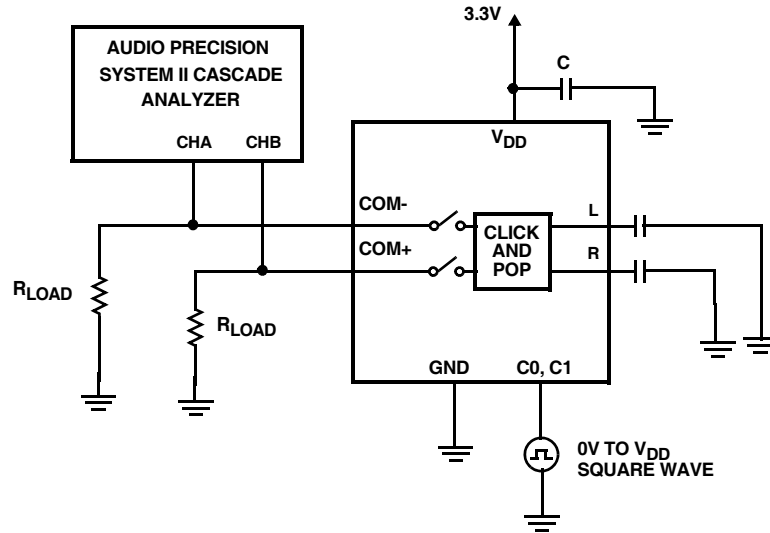 3.3V
AUDIO PRECISION
SYSTEM II CASCADE
ANALYZER
CHA CHB
C
VDD
COM-
COM+
CLICK
AND
POP
L
R
RLOAD
RLOAD
GND
C0, C1
0V TO VDD
SQUARE WAVE